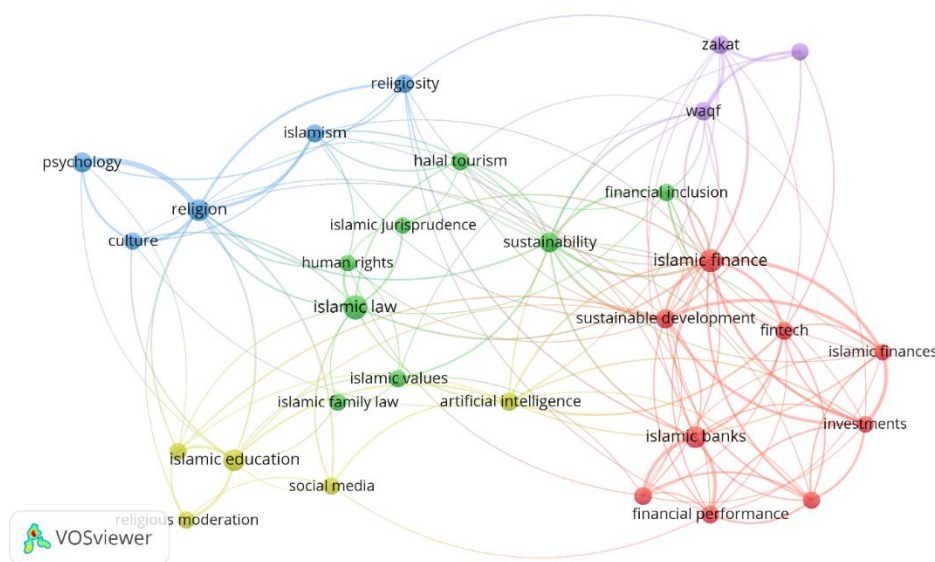 zakat
religiosity
waqf
islamism
psychology
halal tourism
financial inclusion
religion
islamic jurisprudence
culture
sustainability
human rights
islamic finance
islamic law
sustainable development
fintech
islamic finances
islamic values
islamic family law
artificial intelligence
investments
islamic banks
islamic education
social media
financial performance
religious moderation
VOSviewer